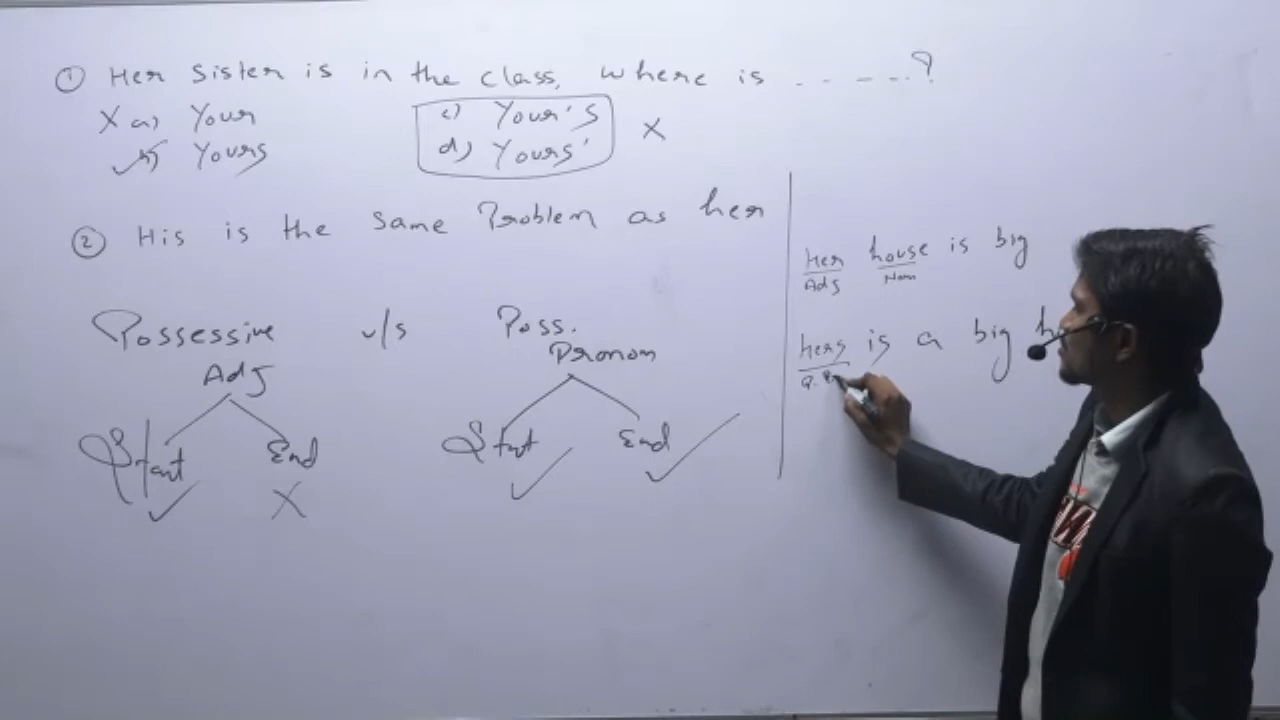 ① Her sister is in the class, where is ......?
X a) Your
✓ b) Yours
c) Your's
d) Yours'
X
② His is the same Problem as her
Possessive Adj
v/s
Poss. Pronom
Start ✓
End X
Start ✓
End ✓
Her house is big
Adj Noun
hers is a big